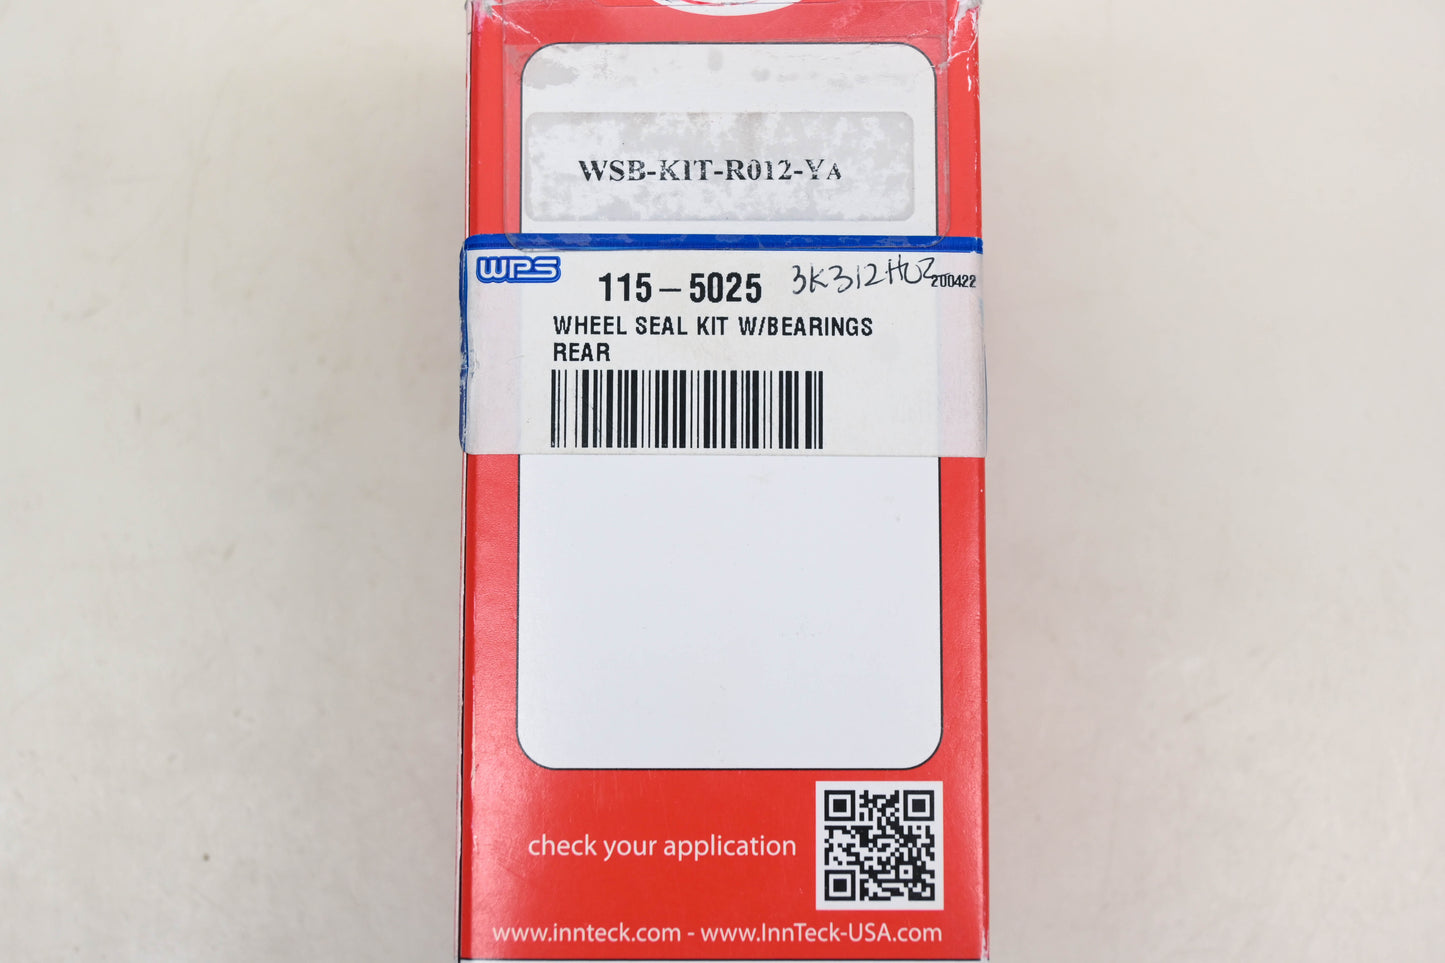 WSB-KIT-R012-YA
WPS
115-5025
3K312HUZ
200422
WHEEL SEAL KIT W/BEARINGS
REAR
check your application
www.innteck.com - www.InnTeck-USA.com